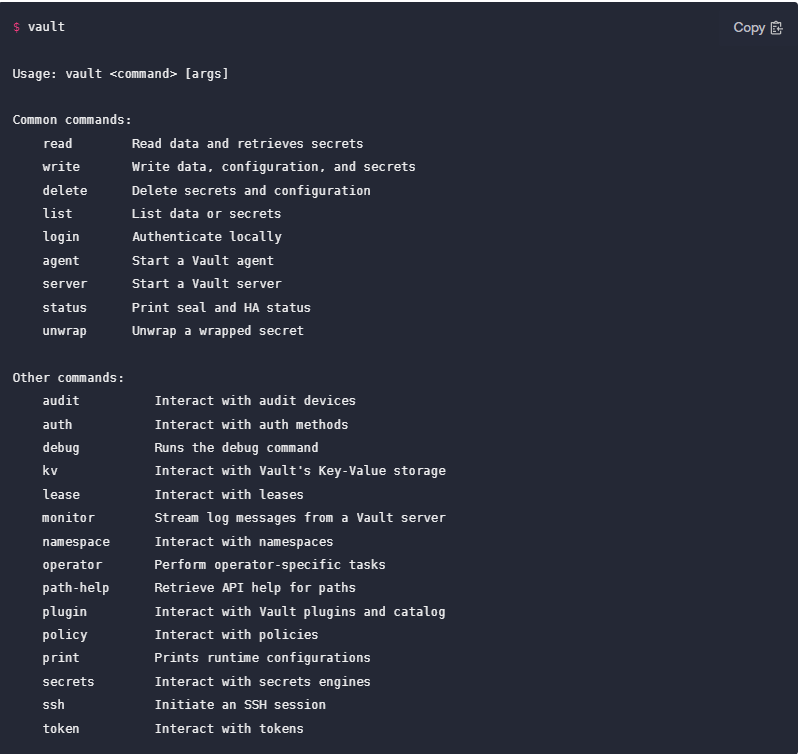 $ vault
Copy
Usage: vault <command> [args]
Common commands:
read Read data and retrieves secrets
write Write data, configuration, and secrets
delete Delete secrets and configuration
list List data or secrets
login Authenticate locally
agent Start a Vault agent
server Start a Vault server
status Print seal and HA status
unwrap Unwrap a wrapped secret
Other commands:
audit Interact with audit devices
auth Interact with auth methods
debug Runs the debug command
kv Interact with Vault's Key-Value storage
lease Interact with leases
monitor Stream log messages from a Vault server
namespace Interact with namespaces
operator Perform operator-specific tasks
path-help Retrieve API help for paths
plugin Interact with Vault plugins and catalog
policy Interact with policies
print Prints runtime configurations
secrets Interact with secrets engines
ssh Initiate an SSH session
token Interact with tokens